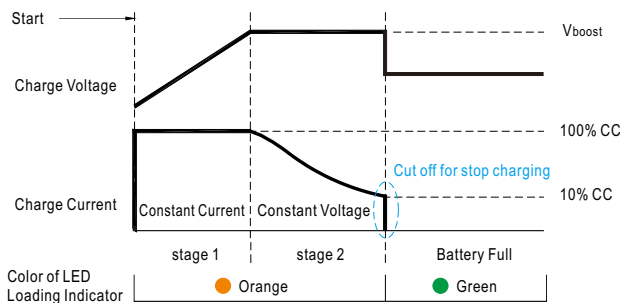 Start
Vboost
Charge Voltage
100% CC
Cut off for stop charging
10% CC
Charge Current
Constant Current
Constant Voltage
stage 1
stage 2
Battery Full
Color of LED
Loading Indicator
Orange
Green